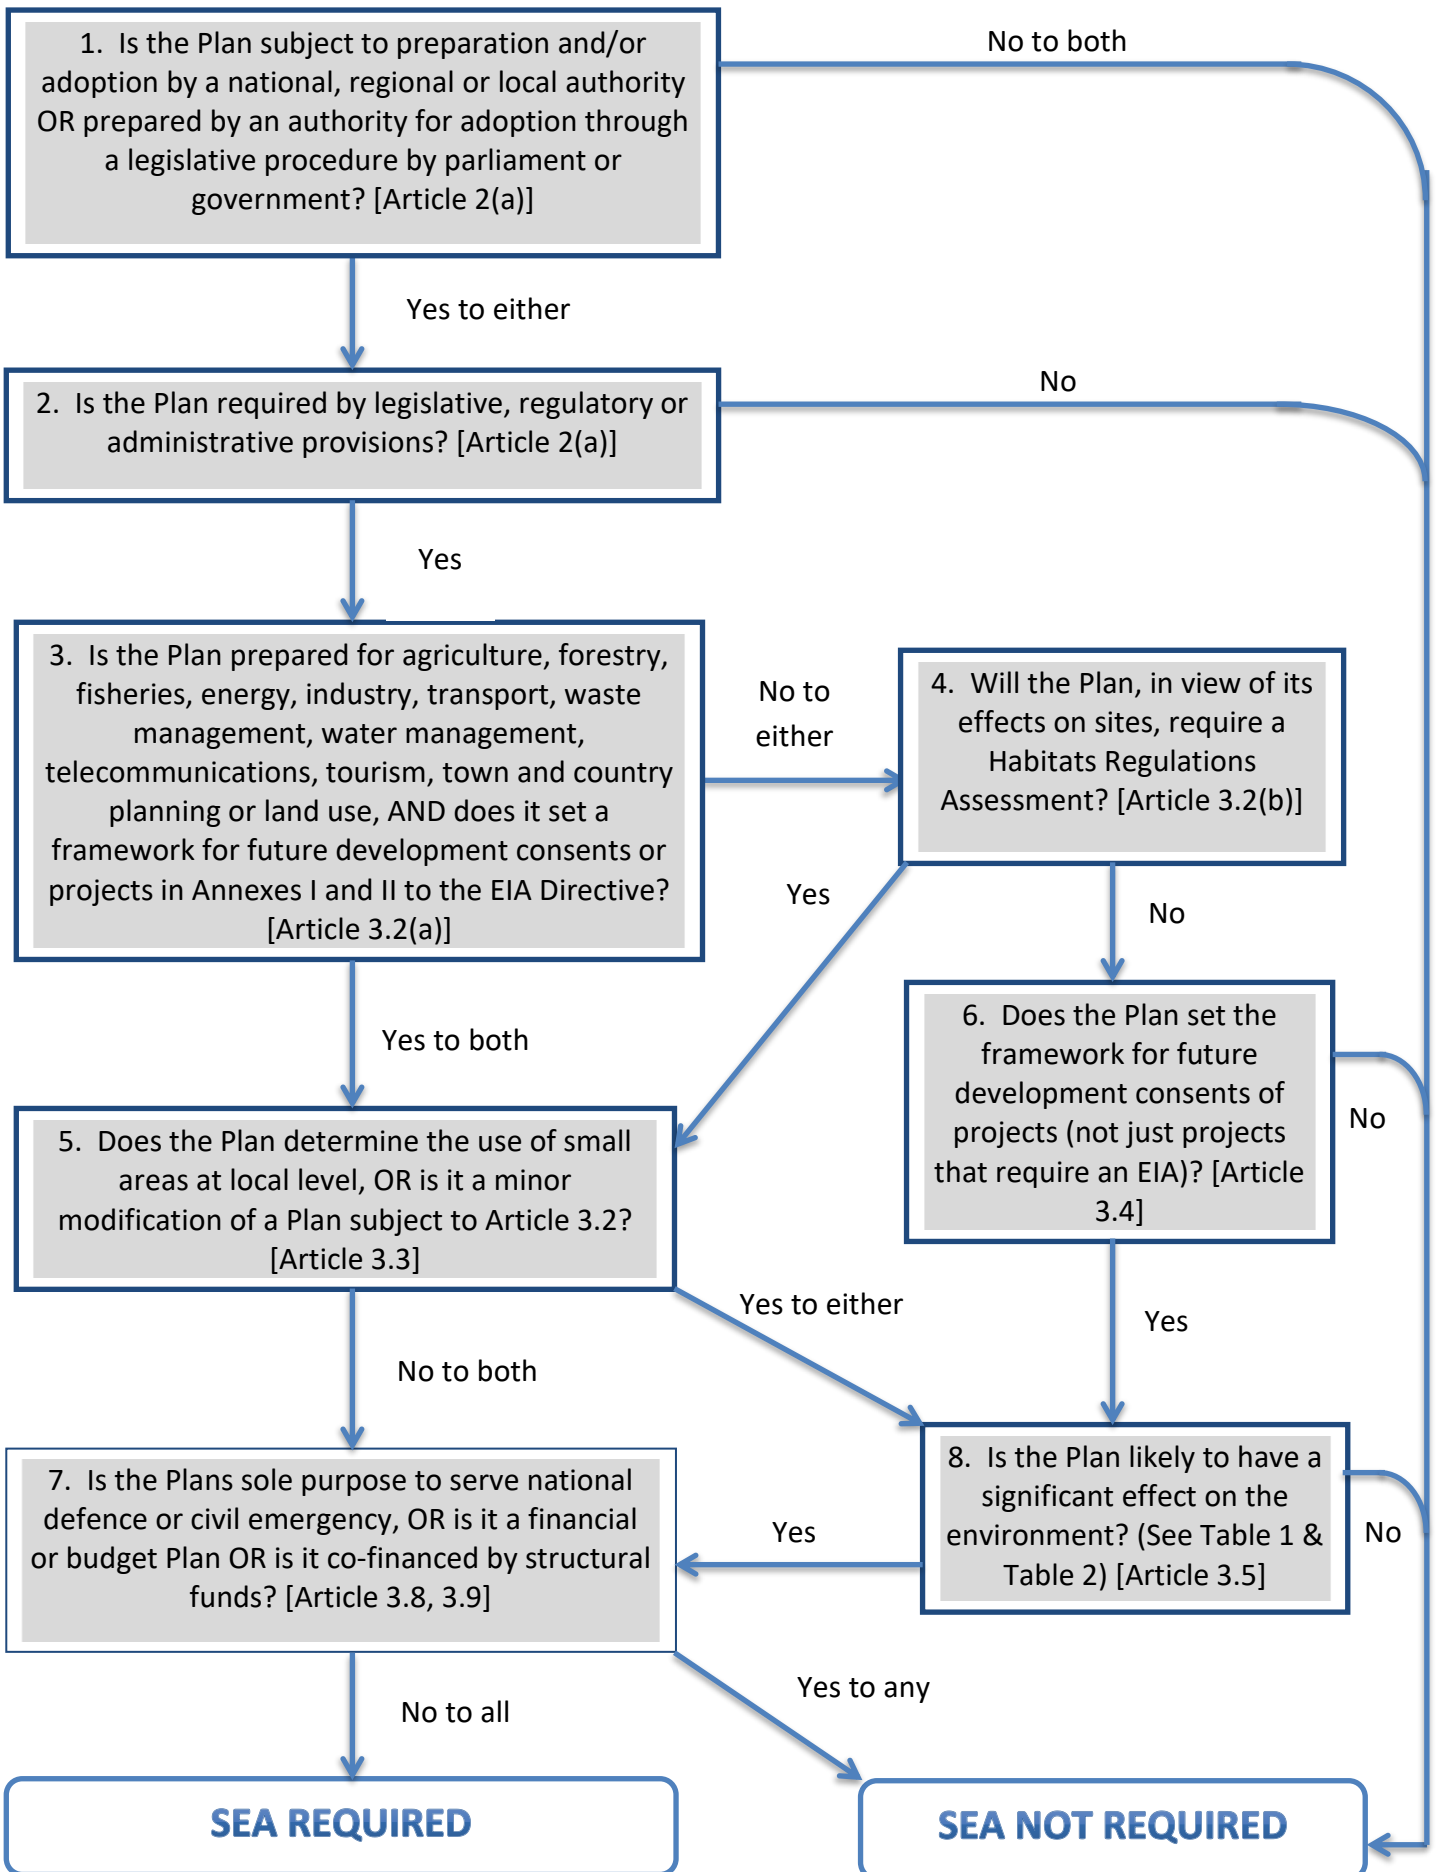 1. Is the Plan subject to preparation and/or
adoption by a national, regional or local authority
OR prepared by an authority for adoption through
a legislative procedure by parliament or
government? [Article 2(a)]
No to both
Yes to either
2. Is the Plan required by legislative, regulatory or
administrative provisions? [Article 2(a)]
No
Yes
3. Is the Plan prepared for agriculture, forestry,
fisheries, energy, industry, transport, waste
management, water management,
telecommunications, tourism, town and country
planning or land use, AND does it set a
framework for future development consents or
projects in Annexes I and II to the EIA Directive?
[Article 3.2(a)]
No to
either
4. Will the Plan, in view of its
effects on sites, require a
Habitats Regulations
Assessment? [Article 3.2(b)]
Yes
No
Yes to both
6. Does the Plan set the
framework for future
development consents of
projects (not just projects
that require an EIA)? [Article
3.4]
No
5. Does the Plan determine the use of small
areas at local level, OR is it a minor
modification of a Plan subject to Article 3.2?
[Article 3.3]
Yes to either
Yes
No to both
7. Is the Plans sole purpose to serve national
defence or civil emergency, OR is it a financial
or budget Plan OR is it co-financed by structural
funds? [Article 3.8, 3.9]
Yes
8. Is the Plan likely to have a
significant effect on the
environment? (See Table 1 &
Table 2) [Article 3.5]
No
No to all
Yes to any
SEA REQUIRED
SEA NOT REQUIRED